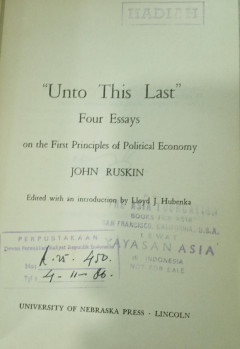 HADIAH
"Unto This Last"
Four Essays
on the First Principles of Political Economy
JOHN RUSKIN
Edited with an introduction by Lloyd J. Hubenka
BOOKS FOR ASIA
SAN FRANCISCO, CALIFORNIA, U.S.A.
LEWAT
YAYASAN ASIA
DI INDONESIA
NOT FOR SALE
PERPUSTAKAAN
4-11-86.
UNIVERSITY OF NEBRASKA PRESS · LINCOLN